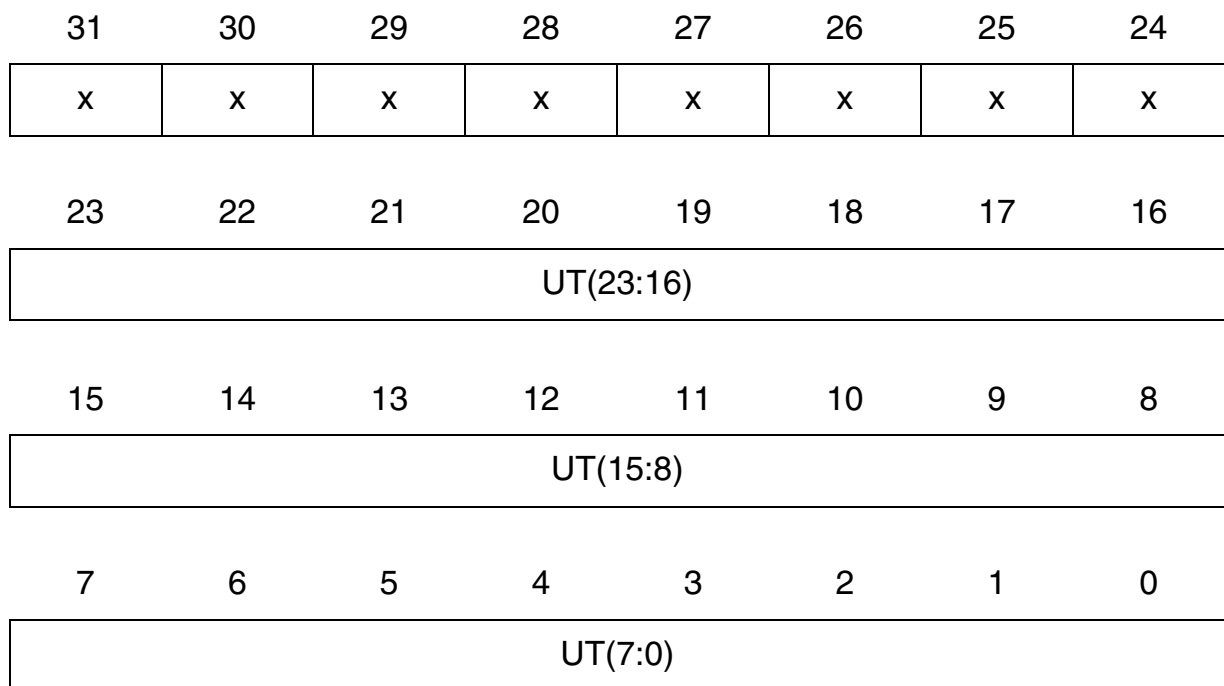 31 30 29 28 27 26 25 24
x x x x x x x x
23 22 21 20 19 18 17 16
UT(23:16)
15 14 13 12 11 10 9 8
UT(15:8)
7 6 5 4 3 2 1 0
UT(7:0)